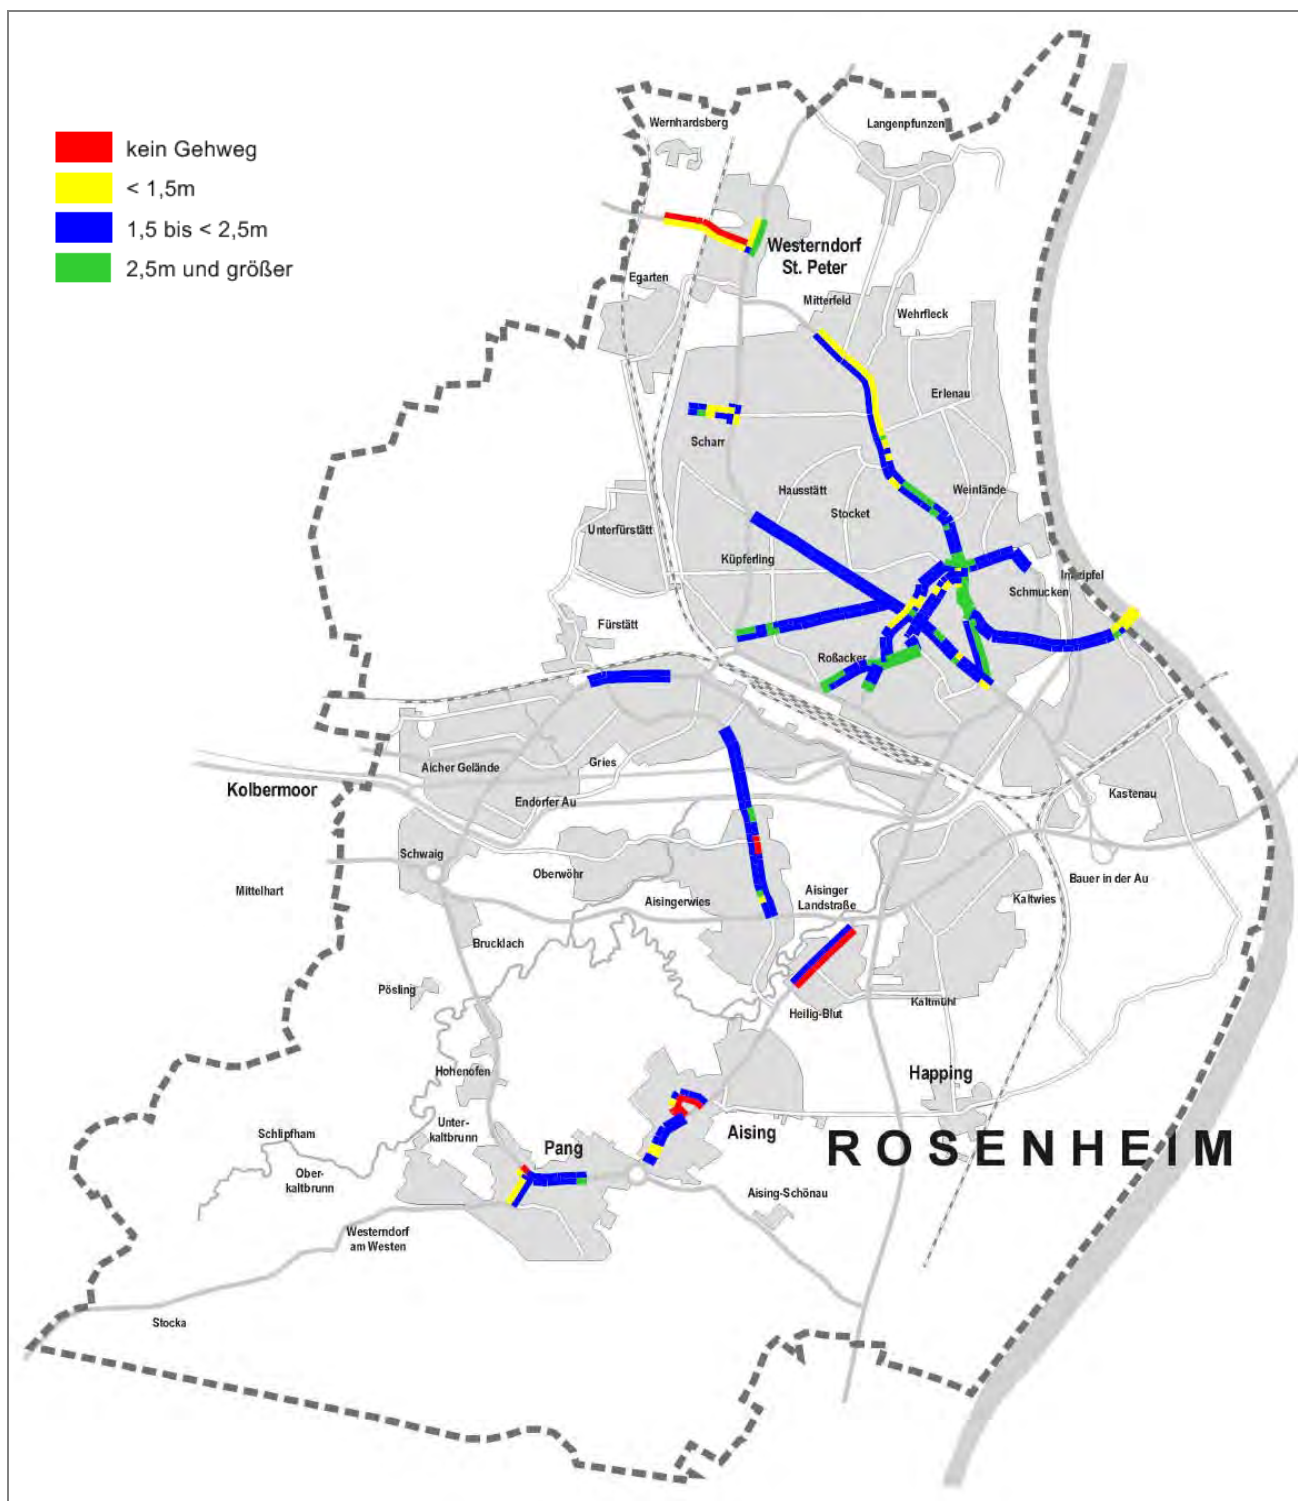 Wernhardsberg
Langenpfunzen
kein Gehweg
< 1,5m
1,5 bis < 2,5m
2,5m und größer
Westerndorf
St. Peter
Egarten
Mitterfeld
Wehrfleck
Erlenau
Scharr
Hausstätt
Weinlände
Stocket
Unterfürstätt
Küpferling
Schmucken
Fürstätt
Roßacker
Aicher Gelände
Gries
Kolbermoor
Endorfer Au
Kastenau
Schwaig
Oberwöhr
Bauer in der Au
Mittelhart
Aisingerwies
Aisinger
Landstraße
Kaltwies
Brucklach
Pösling
Kaltmühl
Heilig-Blut
Hohenofen
Happing
Unter-
kaltbrunn
Schlipfham
Pang
Aising
ROSENHEIM
Ober-
kaltbrunn
Aising-Schönau
Westerndorf
am Westen
Stocka